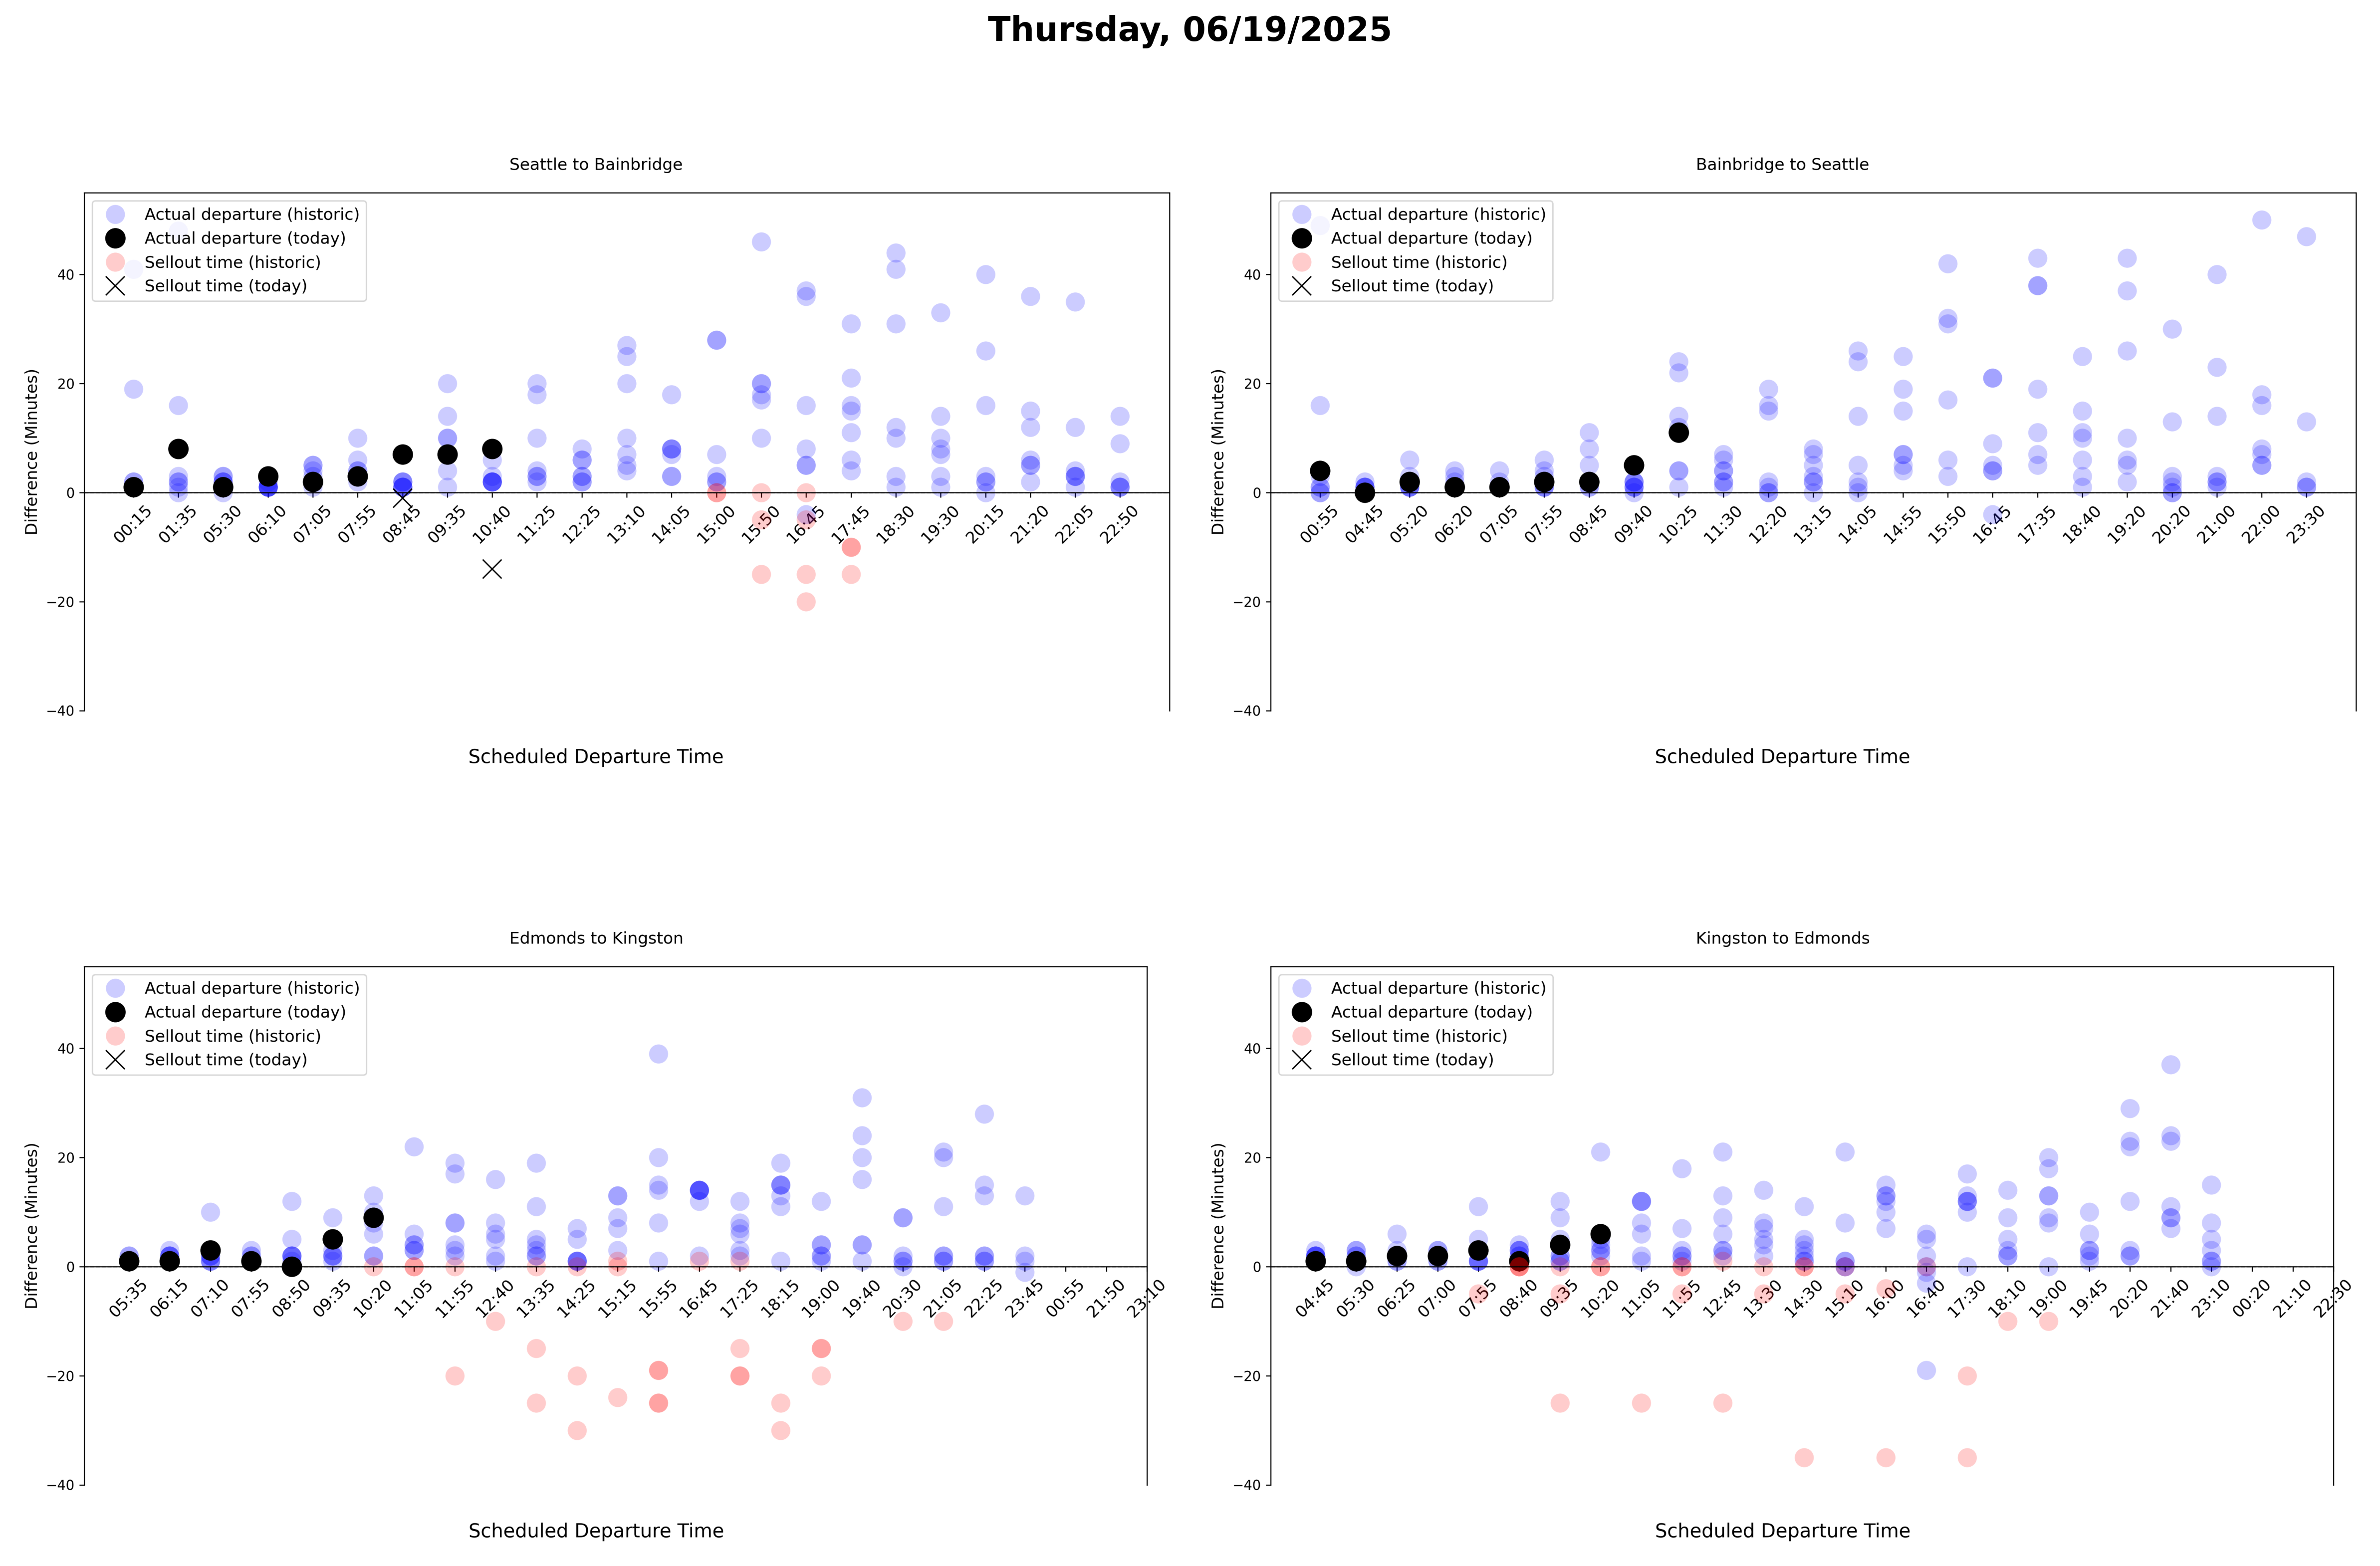 Thursday, 06/19/2025
Seattle to Bainbridge
Actual departure (historic)
Actual departure (today)
Sellout time (historic)
Sellout time (today)
Difference (Minutes)
40
20
0
−20
−40
00:15 01:35 05:30 06:10 07:05 07:55 08:45 09:35 10:40 11:25 12:25 13:10 14:05 15:00 15:50 16:45 17:45 18:30 19:30 20:15 21:20 22:05 22:50
Scheduled Departure Time
Bainbridge to Seattle
Actual departure (historic)
Actual departure (today)
Sellout time (historic)
Sellout time (today)
Difference (Minutes)
40
20
0
−20
−40
00:55 04:45 05:20 06:20 07:05 07:55 08:45 09:40 10:25 11:30 12:20 13:15 14:05 14:55 15:50 16:45 17:35 18:40 19:20 20:20 21:00 22:00 23:30
Scheduled Departure Time
Edmonds to Kingston
Actual departure (historic)
Actual departure (today)
Sellout time (historic)
Sellout time (today)
Difference (Minutes)
40
20
0
−20
−40
05:35 06:15 07:10 07:55 08:50 09:35 10:20 11:05 11:55 12:40 13:35 14:25 15:15 15:55 16:45 17:25 18:15 19:00 19:40 20:30 21:05 22:25 23:45 00:55 21:50 23:10
Scheduled Departure Time
Kingston to Edmonds
Actual departure (historic)
Actual departure (today)
Sellout time (historic)
Sellout time (today)
Difference (Minutes)
40
20
0
−20
−40
04:45 05:30 06:25 07:00 07:55 08:40 09:35 10:20 11:05 11:55 12:45 13:30 14:30 15:10 16:00 16:40 17:30 18:10 19:00 19:45 20:20 21:40 23:10 00:20 21:10 22:30
Scheduled Departure Time